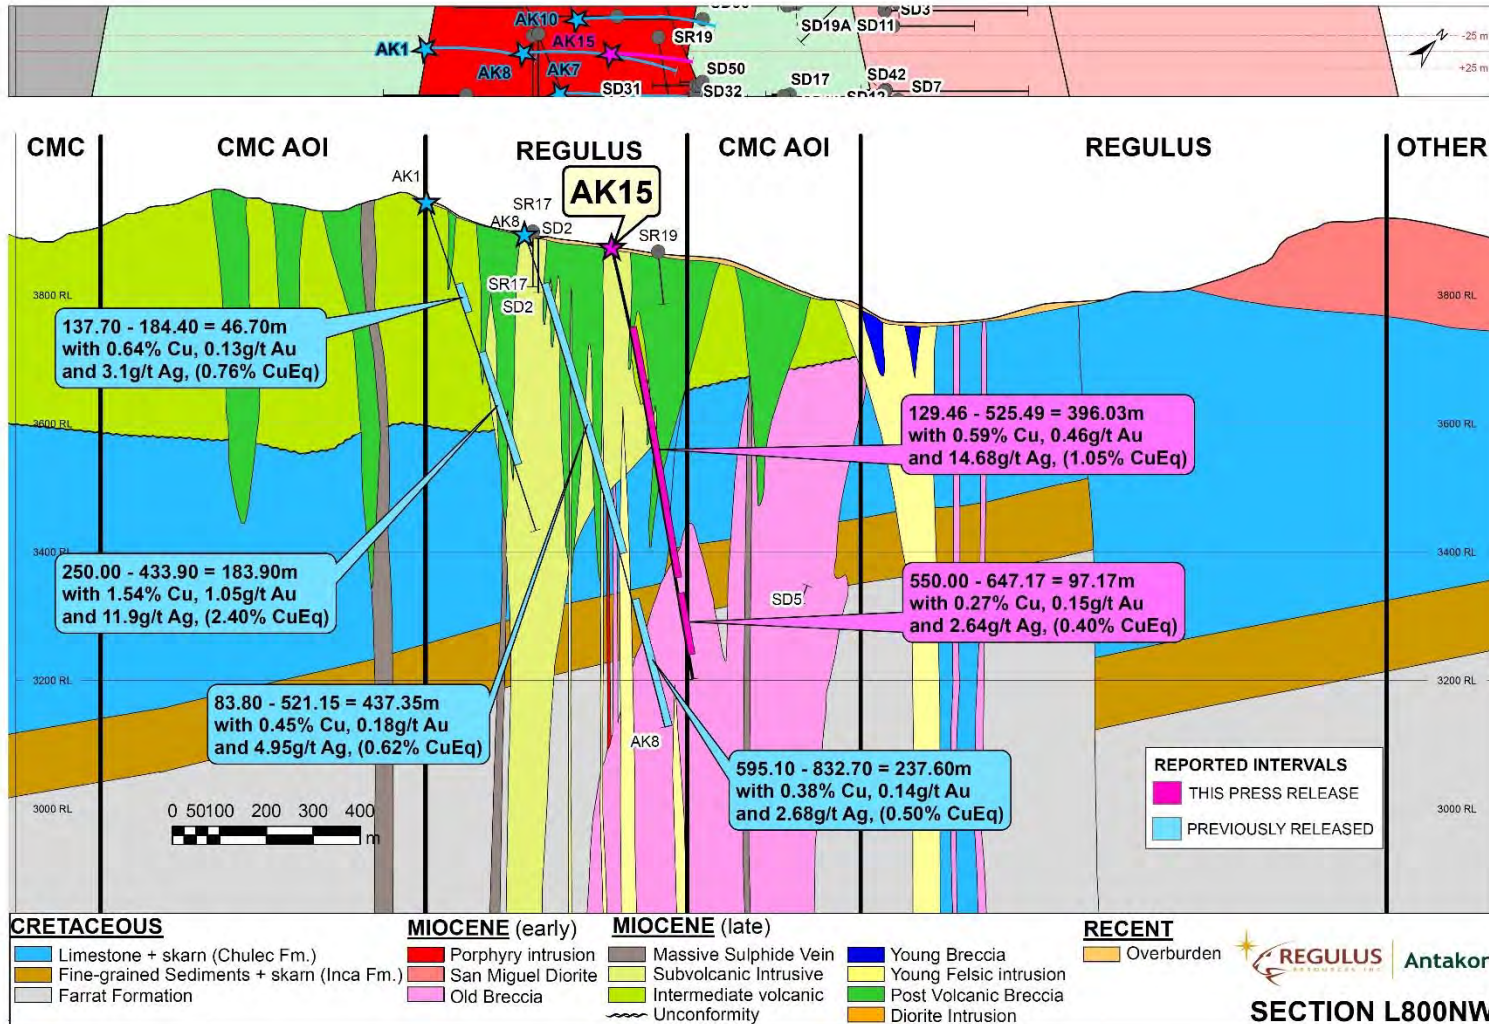 AK10
SD3
SD19A SD11
AK1
AK15
SR19
-25 m
N
AK8
AK7
+25 m
SD31
SD50
SD32
SD17
SD42
SD7
CMC
CMC AOI
REGULUS
CMC AOI
REGULUS
OTHER
AK1
SR17
AK15
AK8
SD2
SR19
SR17
SD2
3800 RL
3800 RL
137.70 - 184.40 = 46.70m
with 0.64% Cu, 0.13g/t Au
and 3.1g/t Ag, (0.76% CuEq)
129.46 - 525.49 = 396.03m
with 0.59% Cu, 0.46g/t Au
and 14.68g/t Ag, (1.05% CuEq)
3600 RL
3600 RL
3400 RL
3400 RL
250.00 - 433.90 = 183.90m
with 1.54% Cu, 1.05g/t Au
and 11.9g/t Ag, (2.40% CuEq)
550.00 - 647.17 = 97.17m
with 0.27% Cu, 0.15g/t Au
and 2.64g/t Ag, (0.40% CuEq)
SD5
3200 RL
3200 RL
83.80 - 521.15 = 437.35m
with 0.45% Cu, 0.18g/t Au
and 4.95g/t Ag, (0.62% CuEq)
AK8
595.10 - 832.70 = 237.60m
with 0.38% Cu, 0.14g/t Au
and 2.68g/t Ag, (0.50% CuEq)
REPORTED INTERVALS
THIS PRESS RELEASE
PREVIOUSLY RELEASED
3000 RL
3000 RL
0 50100 200 300 400
m
CRETACEOUS
Limestone + skarn (Chulec Fm.)
Fine-grained Sediments + skarn (Inca Fm.)
Farrat Formation
MIOCENE (early)
Porphyry intrusion
San Miguel Diorite
Old Breccia
MIOCENE (late)
Massive Sulphide Vein
Subvolcanic Intrusive
Intermediate volcanic
Unconformity
Young Breccia
Young Felsic intrusion
Post Volcanic Breccia
Diorite Intrusion
RECENT
Overburden
REGULUS
RESOURCES INC
Antakor
SECTION L800NW